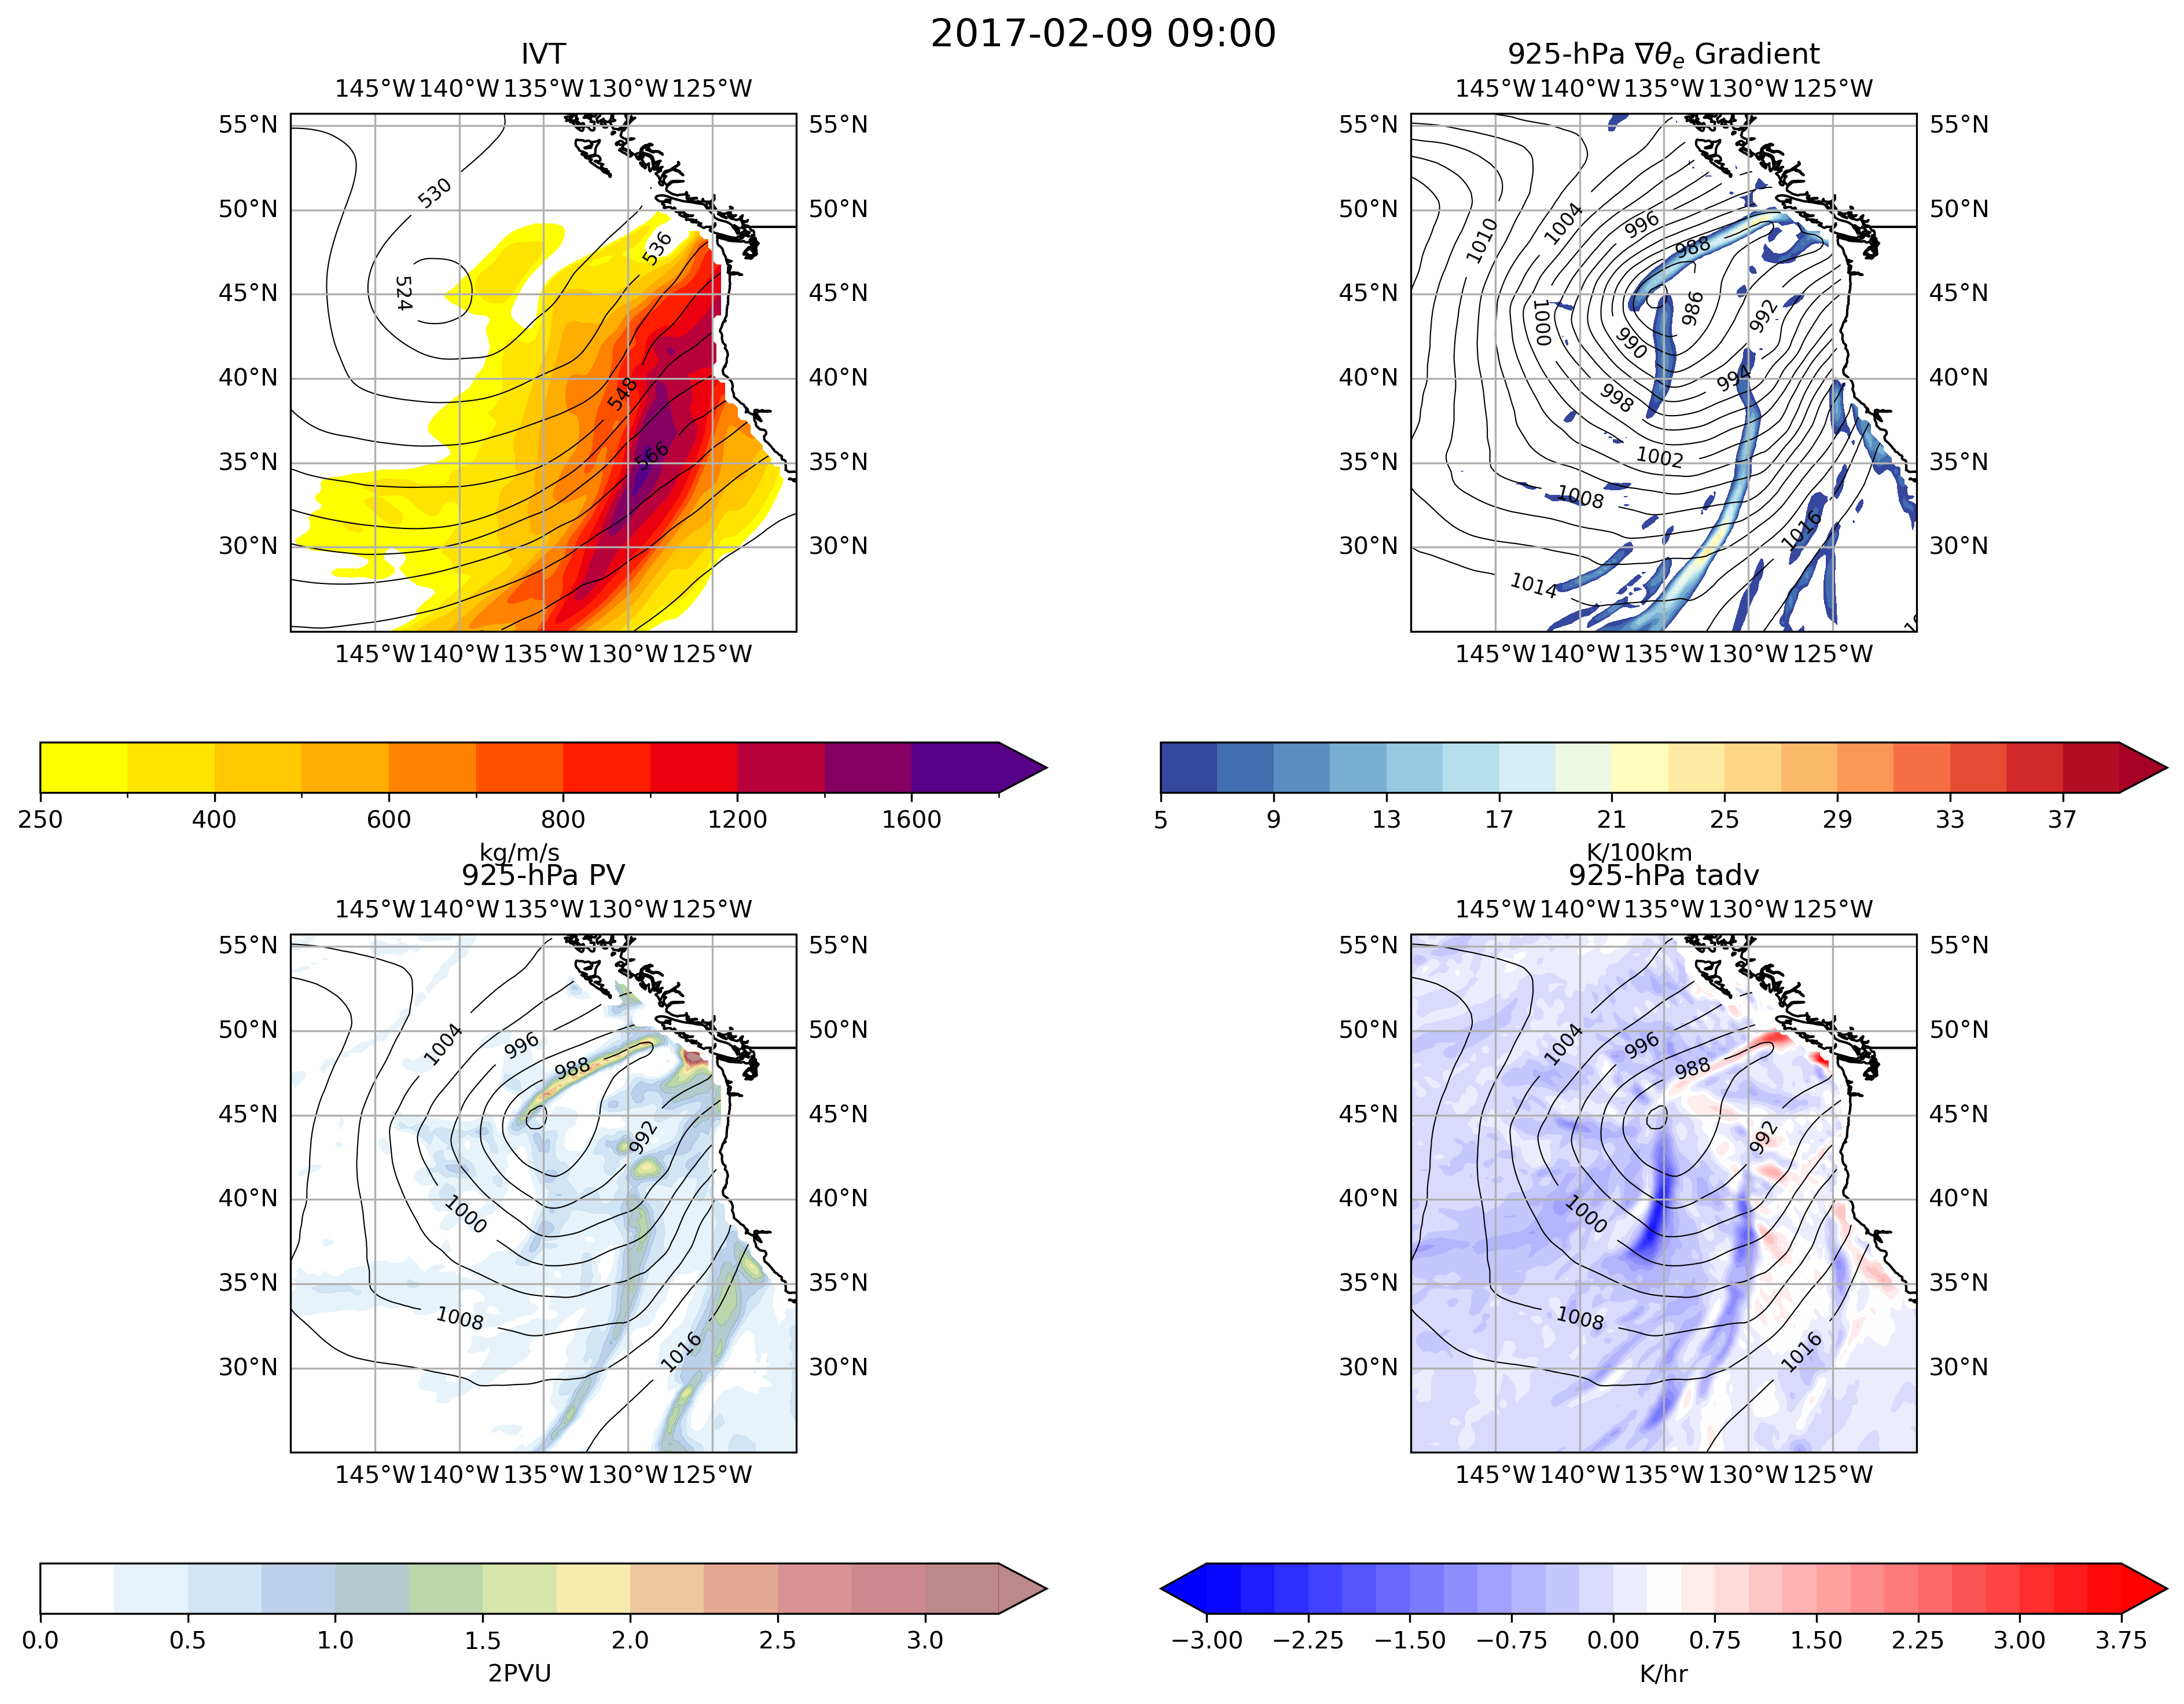 2017-02-09 09:00
IVT
145°W 140°W 135°W 130°W 125°W
55°N 55°N
50°N 50°N
45°N 45°N
40°N 40°N
35°N 35°N
30°N 30°N
530
536
524
548
566
145°W 140°W 135°W 130°W 125°W
250 400 600 800 1200 1600
kg/m/s
925-hPa ∇θe Gradient
145°W 140°W 135°W 130°W 125°W
55°N 55°N
50°N 50°N
45°N 45°N
40°N 40°N
35°N 35°N
30°N 30°N
1010
1004
996
988
1000
986
992
990
994
998
1002
1008
1016
1014
145°W 140°W 135°W 130°W 125°W
5 9 13 17 21 25 29 33 37
K/100km
925-hPa PV
145°W 140°W 135°W 130°W 125°W
55°N 55°N
50°N 50°N
45°N 45°N
40°N 40°N
35°N 35°N
30°N 30°N
1004
996
988
992
1000
1008
1016
145°W 140°W 135°W 130°W 125°W
0.0 0.5 1.0 1.5 2.0 2.5 3.0
2PVU
925-hPa tadv
145°W 140°W 135°W 130°W 125°W
55°N 55°N
50°N 50°N
45°N 45°N
40°N 40°N
35°N 35°N
30°N 30°N
1004
996
988
992
1000
1008
1016
145°W 140°W 135°W 130°W 125°W
−3.00 −2.25 −1.50 −0.75 0.00 0.75 1.50 2.25 3.00 3.75
K/hr